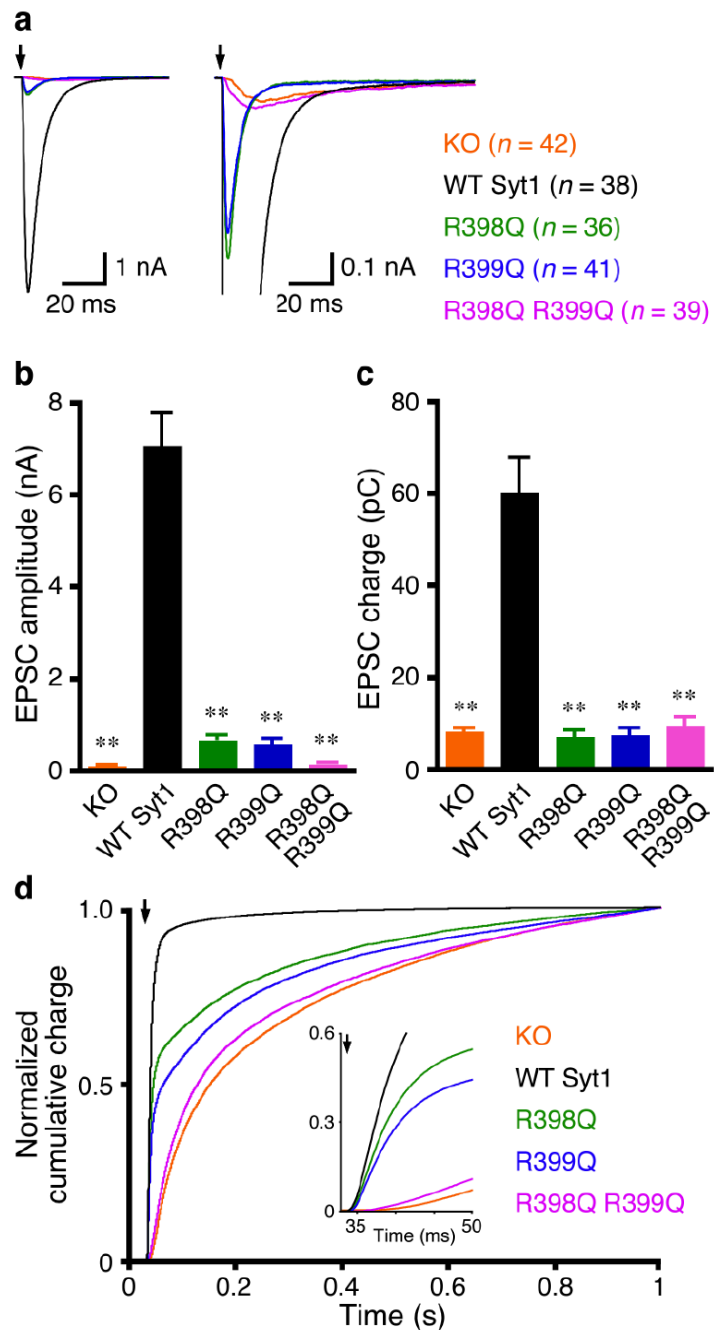 a
KO (n = 42)
WT Syt1 (n = 38)
R398Q (n = 36)
R399Q (n = 41)
R398Q R399Q (n = 39)
1 nA
20 ms
0.1 nA
20 ms
b
EPSC amplitude (nA)
8
6
4
2
0
**
**
**
**
KO
WT Syt1
R398Q
R399Q
R398Q
R399Q
c
EPSC charge (pC)
80
60
40
20
0
**
**
**
**
KO
WT Syt1
R398Q
R399Q
R398Q
R399Q
d
Normalized
cumulative charge
1.0
0.5
0
0
0.2
0.4
0.6
0.8
1
Time (s)
0.6
0.3
0
35
50
Time (ms)
KO
WT Syt1
R398Q
R399Q
R398Q R399Q